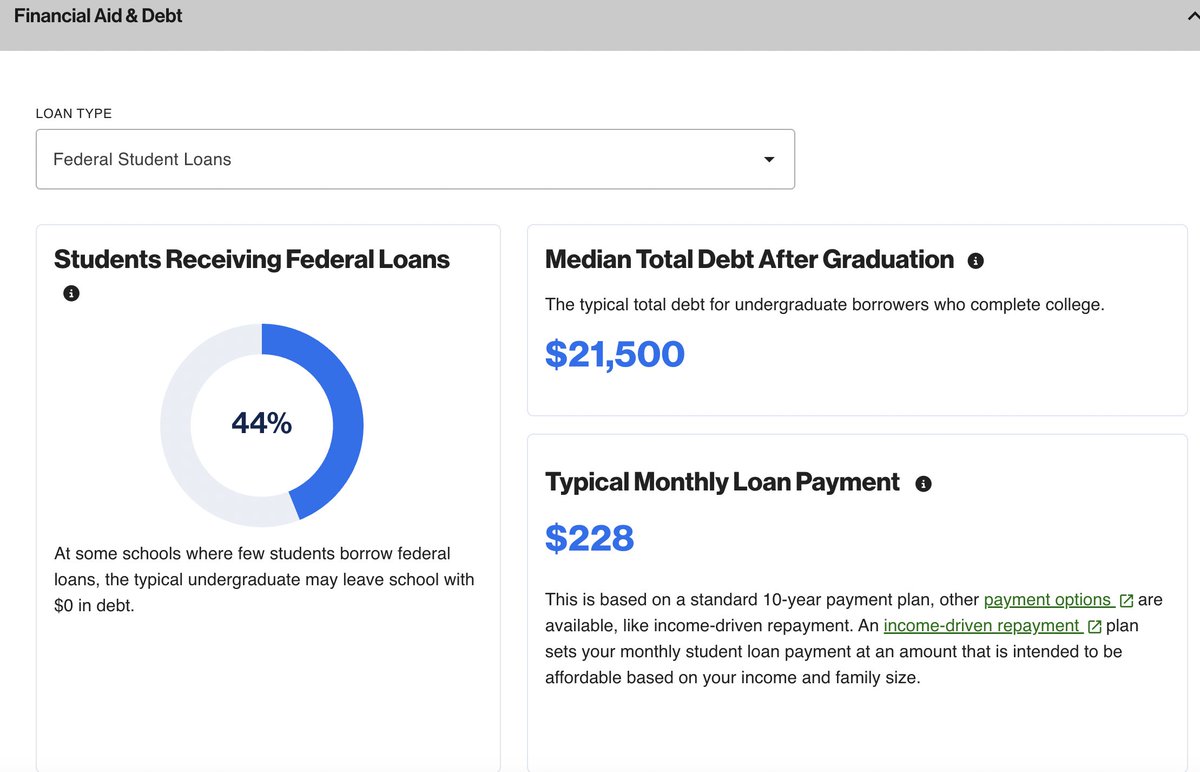 Financial Aid & Debt
LOAN TYPE
Federal Student Loans
Students Receiving Federal Loans
44%
At some schools where few students borrow federal
loans, the typical undergraduate may leave school with
$0 in debt.
Median Total Debt After Graduation
The typical total debt for undergraduate borrowers who complete college.
$21,500
Typical Monthly Loan Payment
$228
This is based on a standard 10-year payment plan, other payment options are
available, like income-driven repayment. An income-driven repayment plan
sets your monthly student loan payment at an amount that is intended to be
affordable based on your income and family size.